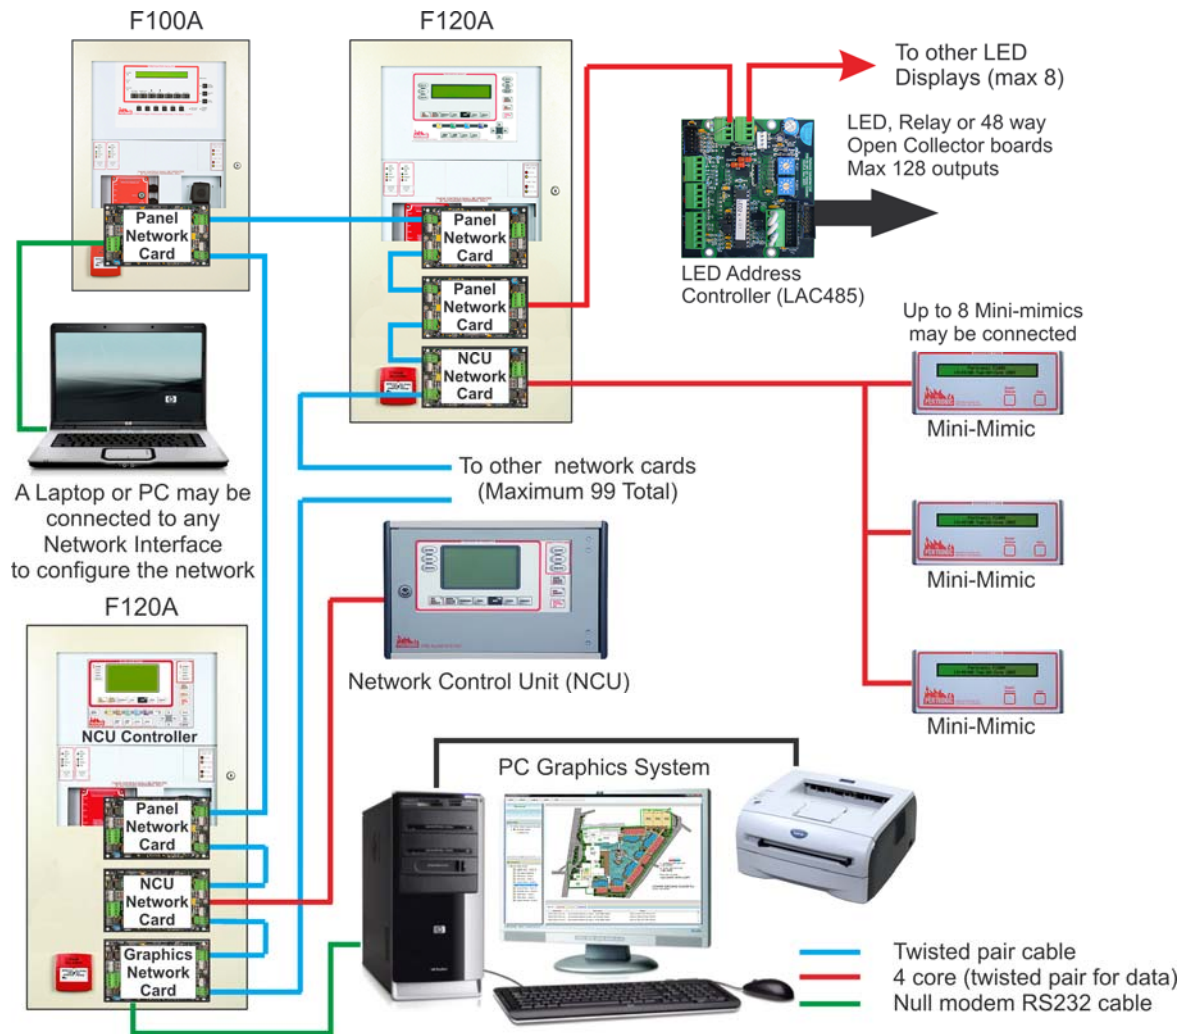 F100A
F120A
To other LED
Displays (max 8)
LED, Relay or 48 way
Open Collector boards
Max 128 outputs
Panel
Network
Card
Panel
Network
Card
LED Address
Controller (LAC485)
Panel
Network
Card
Up to 8 Mini-mimics
may be connected
NCU
Network
Card
Mini-Mimic
To other network cards
(Maximum 99 Total)
A Laptop or PC may be
connected to any
Network Interface
to configure the network
Mini-Mimic
F120A
Network Control Unit (NCU)
Mini-Mimic
NCU Controller
PC Graphics System
Panel
Network
Card
NCU
Network
Card
Graphics
Network
Card
Twisted pair cable
4 core (twisted pair for data)
Null modem RS232 cable